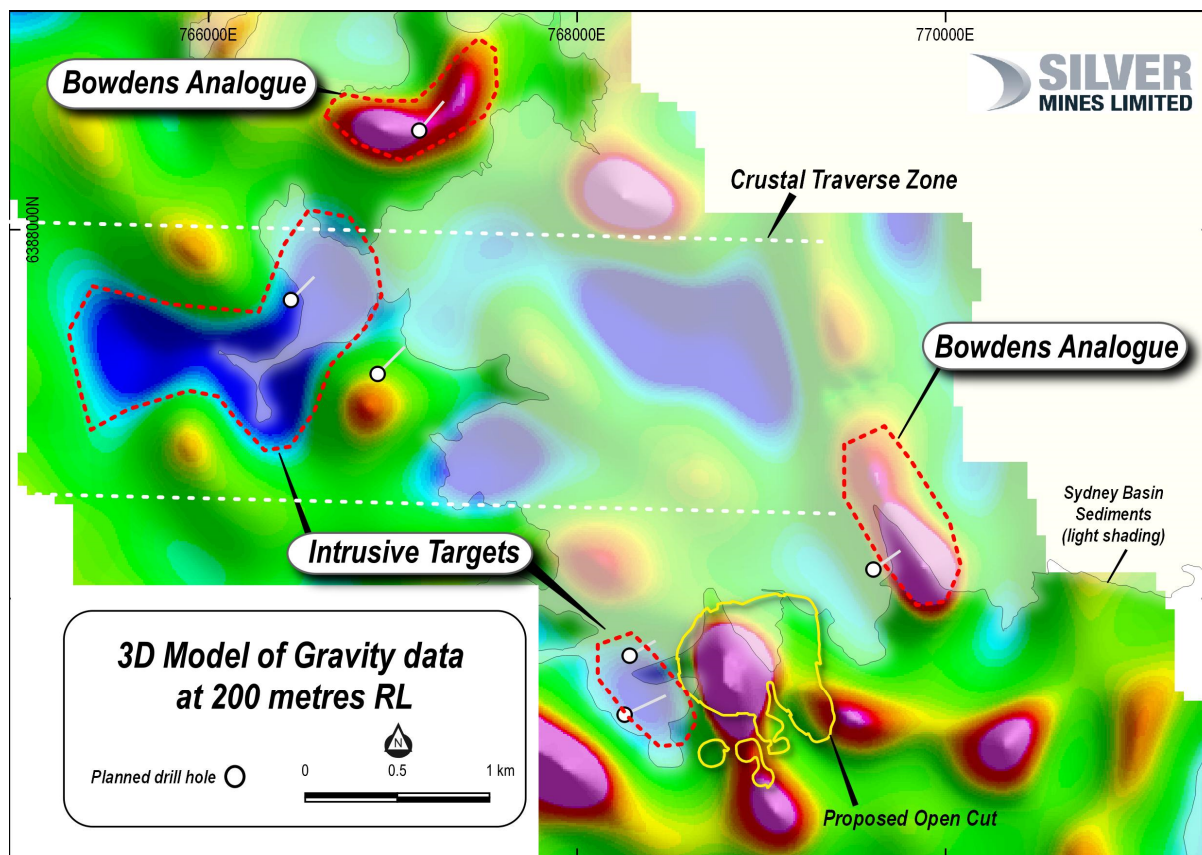 766000E
768000E
770000E
SILVER
MINES LIMITED
Bowdens Analogue
Crustal Traverse Zone
6388000N
Bowdens Analogue
Sydney Basin
Sediments
(light shading)
Intrusive Targets
3D Model of Gravity data
at 200 metres RL
N
Planned drill hole
0 0.5 1 km
Proposed Open Cut